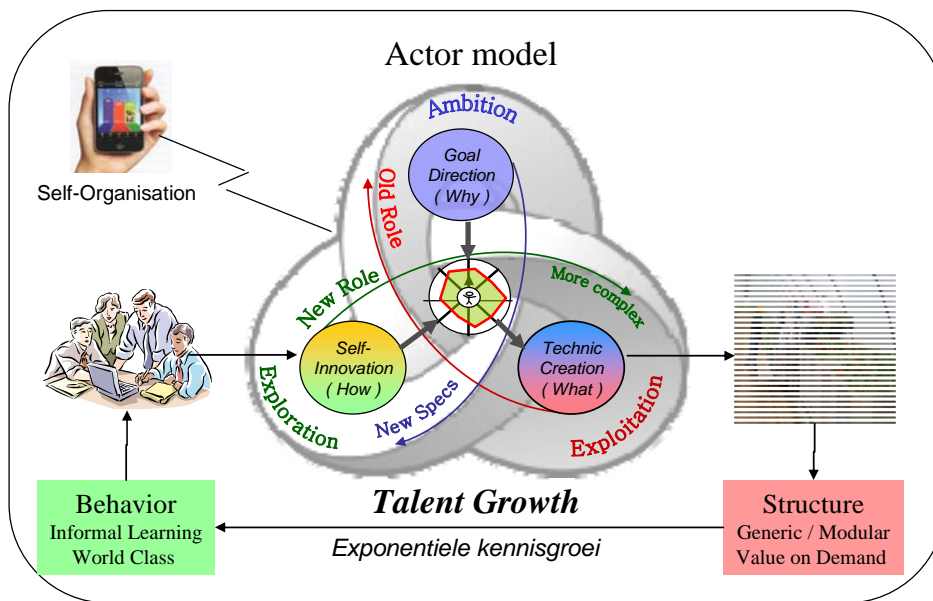 Actor model
Ambition
Goal
Direction
( Why )
Self-Organisation
Old Role
New Role
More complex
Self-
Innovation
( How )
Technic
Creation
( What )
Exploration
New Specs
Exploitation
Behavior
Informal Learning
World Class
Talent Growth
Exponentiele kennisgroei
Structure
Generic / Modular
Value on Demand